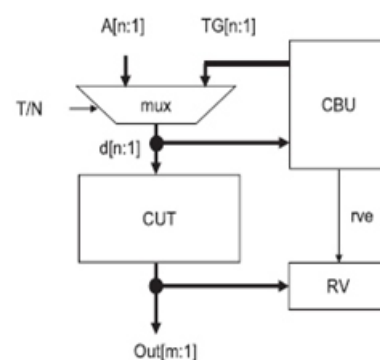 A[n:1] TG[n:1]
T/N
mux
CBU
d[n:1]
CUT
rve
RV
Out[m:1]